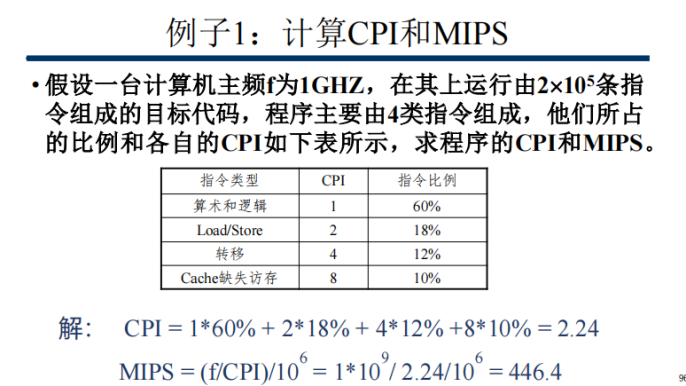 例子1：计算CPI和MIPS
• 假设一台计算机主频f为1GHZ，在其上运行由2×10⁵条指
令组成的目标代码，程序主要由4类指令组成，他们所占
的比例和各自的CPI如下表所示，求程序的CPI和MIPS。
指令类型 CPI 指令比例
算术和逻辑 1 60%
Load/Store 2 18%
转移 4 12%
Cache缺失访存 8 10%
解： CPI = 1*60% + 2*18% + 4*12% +8*10% = 2.24
MIPS = (f/CPI)/10⁶ = 1*10⁹/ 2.24/10⁶ = 446.4
96